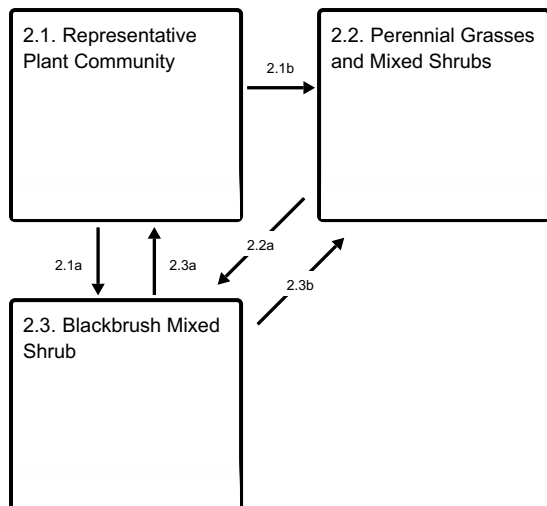 2.1. Representative
Plant Community
2.2. Perennial Grasses
and Mixed Shrubs
2.1b
2.2a
2.1a
2.3a
2.3b
2.3. Blackbrush Mixed
Shrub